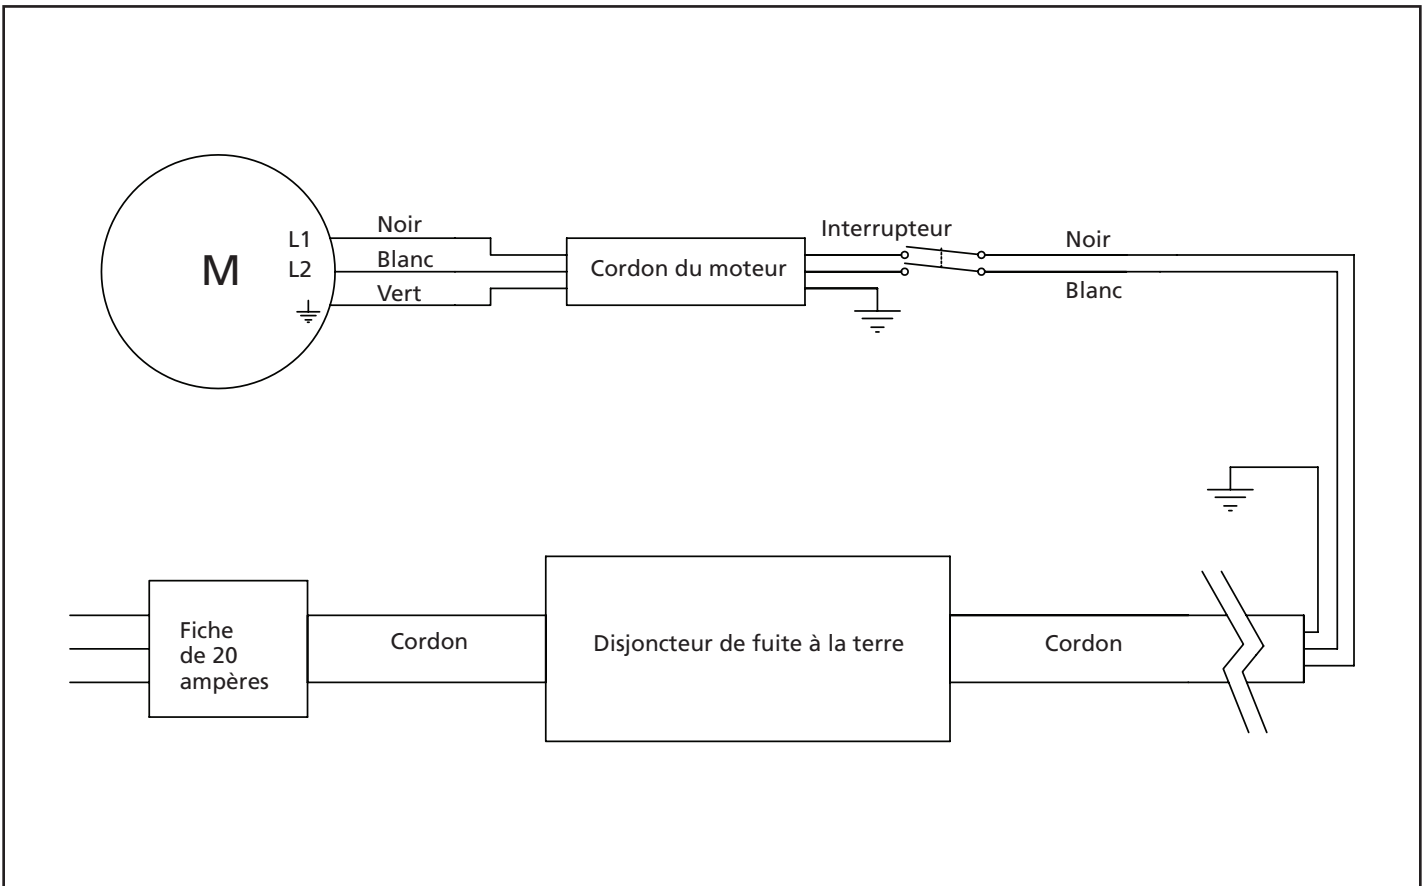 Noir
L1
Interrupteur
Noir
Blanc
M
L2
Cordon du moteur
Vert
Blanc
Fiche
de 20
ampères
Cordon
Disjoncteur de fuite à la terre
Cordon